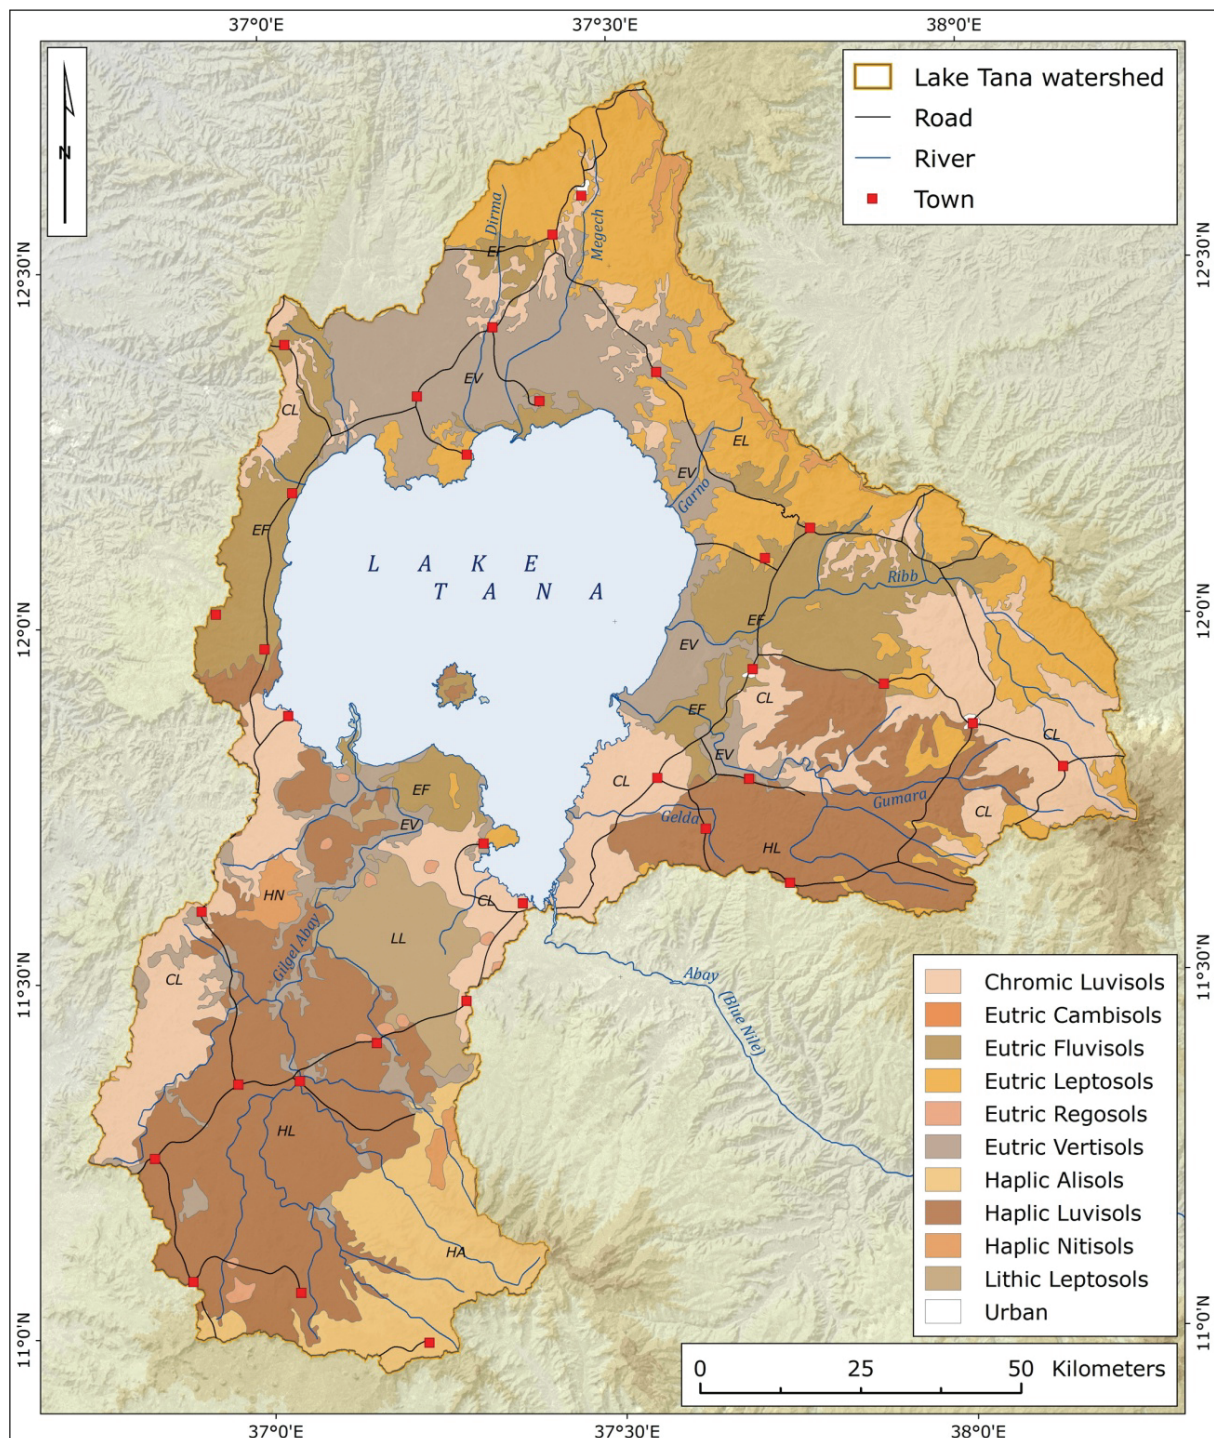 37°0'E 37°30'E 38°0'E
N
Lake Tana watershed
Road
River
Town
12°30'N
12°30'N
Dirma
Megech
EF
EV
CL
EL
EV
Garno
EF
LAKE
TANA
Ribb
EF
12°0'N
12°0'N
EV
CL
EF
CL
EV
CL
EF
Gumara
CL
EV
Gelda
HL
HN
CL
LL
Gilgel Abay
CL
Abay
(Blue Nile)
11°30'N
11°30'N
HL
HA
Chromic Luvisols
Eutric Cambisols
Eutric Fluvisols
Eutric Leptosols
Eutric Regosols
Eutric Vertisols
Haplic Alisols
Haplic Luvisols
Haplic Nitisols
Lithic Leptosols
Urban
11°0'N
11°0'N
0 25 50 Kilometers
37°0'E 37°30'E 38°0'E